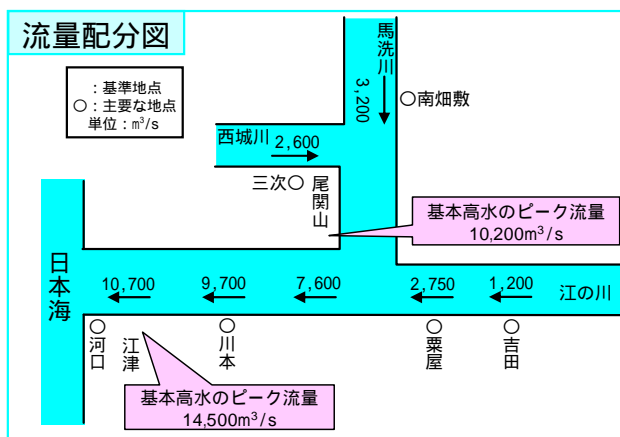 流量配分図
:基準地点
○:主要な地点
単位:m³/s
馬洗川
3,200
○南畑敷
西城川
2,600
三次○
尾関山
基本高水のピーク流量
10,200m³/s
日本海
10,700
9,700
7,600
2,750
1,200
江の川
○河口
江津
○川本
○粟屋
○吉田
基本高水のピーク流量
14,500m³/s